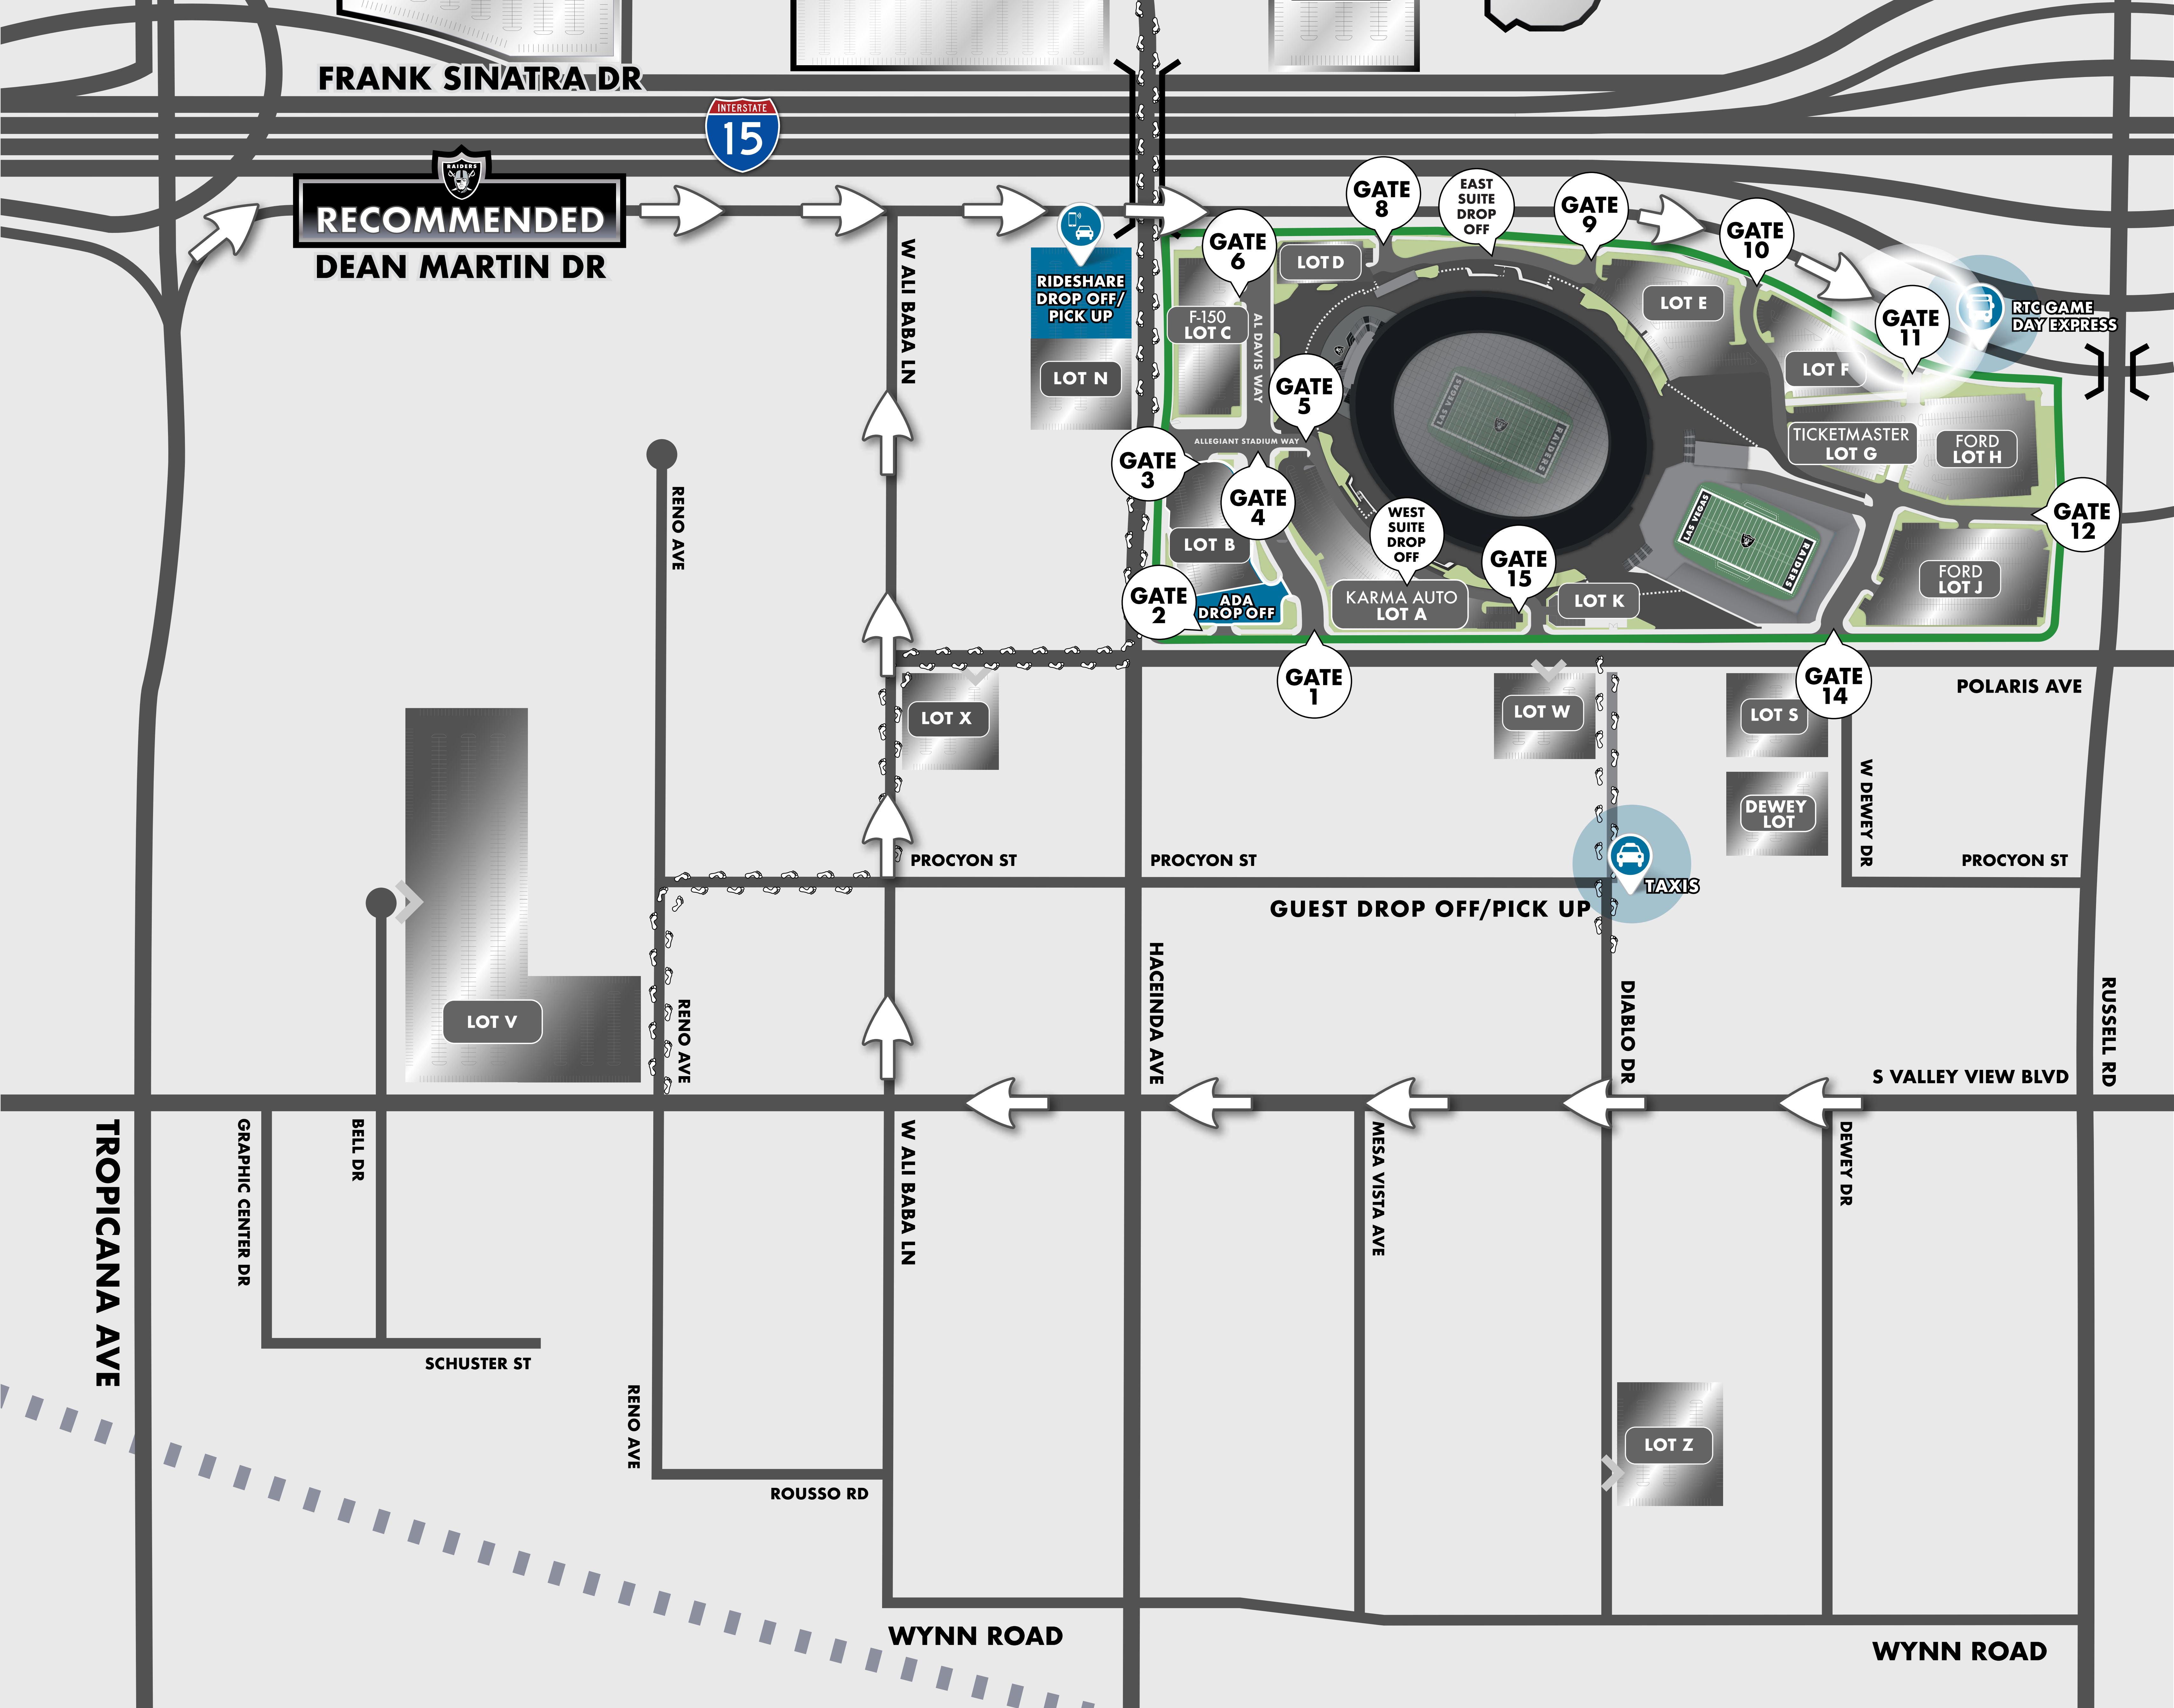 FRANK SINATRA DR
INTERSTATE
15
RAIDERS
RECOMMENDED
DEAN MARTIN DR
W ALI BABA LN
RIDESHARE
DROP OFF/
PICK UP
LOT N
GATE
6
LOT D
GATE
8
EAST
SUITE
DROP
OFF
GATE
9
GATE
10
LOT E
F-150
LOT C
AL DAVIS WAY
GATE
5
LAS VEGAS
RAIDERS
LOT F
GATE
11
RTC GAME
DAY EXPRESS
ALLEGIANT STADIUM WAY
GATE
3
GATE
4
TICKETMASTER
LOT G
FORD
LOT H
GATE
12
LOT B
WEST
SUITE
DROP
OFF
GATE
15
LAS VEGAS
RAIDERS
FORD
LOT J
GATE
2
ADA
DROP OFF
KARMA AUTO
LOT A
LOT K
RENO AVE
GATE
1
GATE
14
POLARIS AVE
LOT X
LOT W
LOT S
DEWEY
LOT
W DEWEY DR
PROCYON ST
PROCYON ST
PROCYON ST
TAXIS
GUEST DROP OFF/PICK UP
LOT V
RENO AVE
HACEINDA AVE
DIABLO DR
RUSSELL RD
S VALLEY VIEW BLVD
TROPICANA AVE
GRAPHIC CENTER DR
BELL DR
W ALI BABA LN
MESA VISTA AVE
DEWEY DR
SCHUSTER ST
RENO AVE
ROUSSO RD
LOT Z
WYNN ROAD
WYNN ROAD